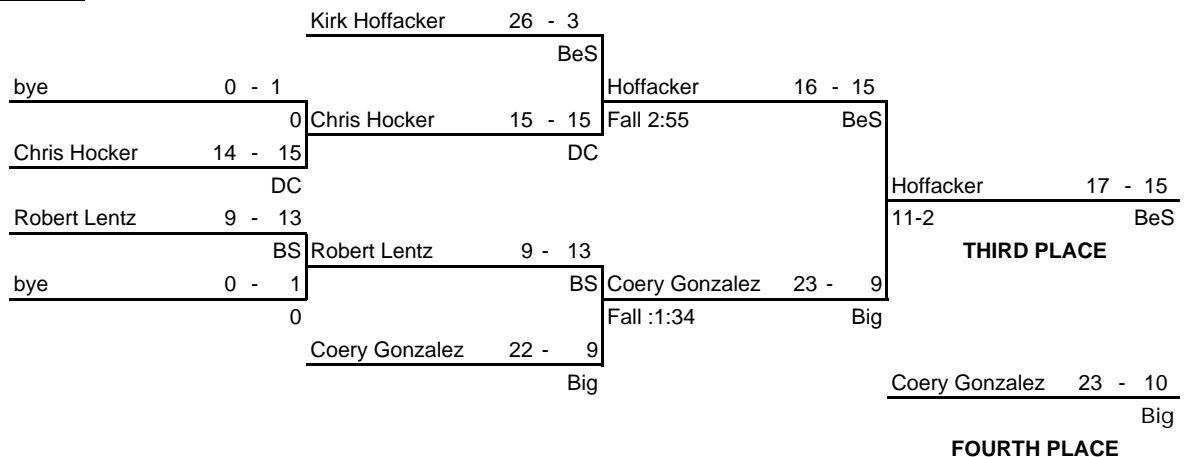 Kirk Hoffacker 26 - 3
BeS
bye 0 - 1 Hoffacker 16 - 15
0 Chris Hocker 15 - 15 Fall 2:55 BeS
Chris Hocker 14 - 15 DC
DC Hoffacker 17 - 15
Robert Lentz 9 - 13 11-2 BeS
BS Robert Lentz 9 - 13 THIRD PLACE
bye 0 - 1 BS Coery Gonzalez 23 - 9
0 Fall :1:34 Big
Coery Gonzalez 22 - 9
Big Coery Gonzalez 23 - 10
Big
FOURTH PLACE